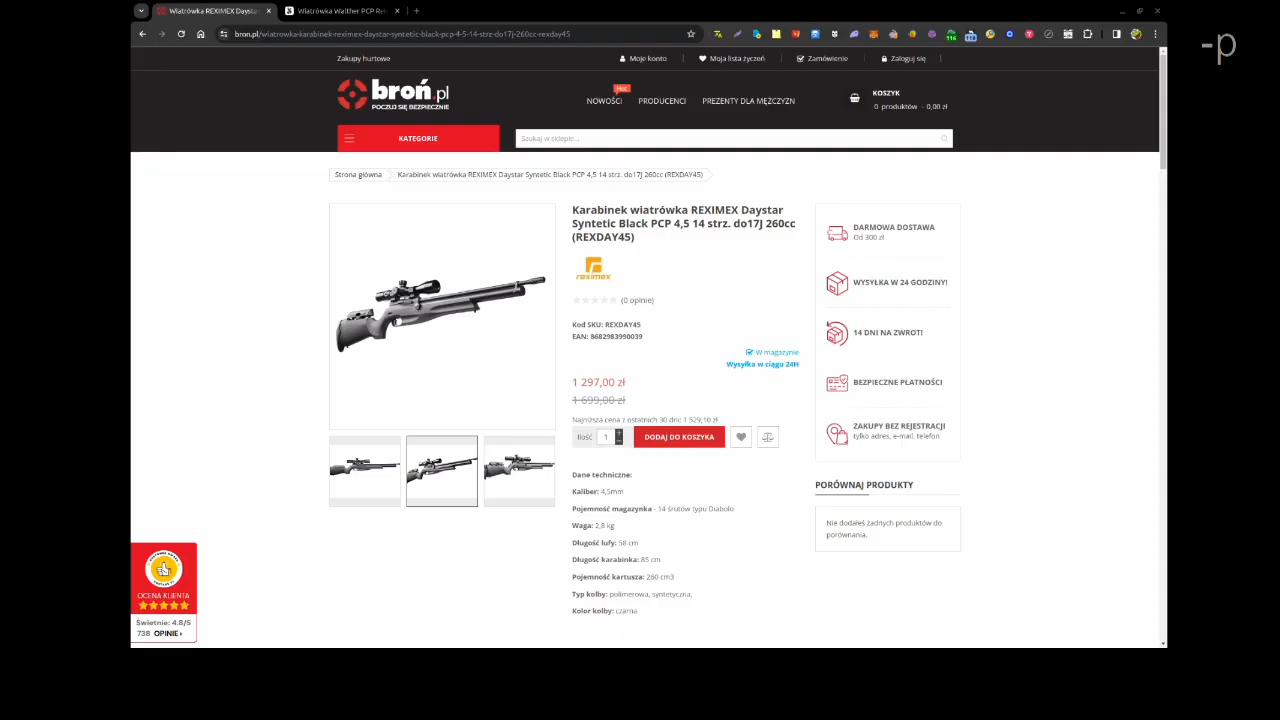 Wiatrówka REXIMEX Daysta
Wiatrówka Walther PCP Re
-p
bron.pl/wiatrowka-karabinek-reximex-daystar-syntetic-black-pcp-4-5-14-strz-do17j-260cc-rexday45
Zakupy hurtowe
Moje konto
Moja lista życzeń
Zamówienie
Zaloguj się
broń.pl
POCZUJ SIĘ BEZPIECZNIE
Hot
NOWOŚCI
PRODUCENCI
PREZENTY DLA MĘŻCZYZN
KOSZYK
0 produktów - 0,00 zł
KATEGORIE
Szukaj w sklepie...
Strona główna
Karabinek wiatrówka REXIMEX Daystar Syntetic Black PCP 4,5 14 strz. do17J 260cc (REXDAY45)
Karabinek wiatrówka REXIMEX Daystar
Syntetic Black PCP 4,5 14 strz. do17J 260cc
(REXDAY45)
reximex
(0 opinie)
Kod SKU: REXDAY45
EAN: 8682983990039
W magazynie
Wysyłka w ciągu 24H
1 297,00 zł
1 699,00 zł
Najniższa cena z ostatnich 30 dni: 1 529,10 zł
Ilość
1
DODAJ DO KOSZYKA
Dane techniczne:
Kaliber: 4,5mm
Pojemność magazynka - 14 śrutów typu Diabolo
Waga: 2,8 kg
Długość lufy: 58 cm
Długość karabinka: 85 cm
Pojemność kartusza: 260 cm3
Typ kolby: polimerowa, syntetyczna,
Kolor kolby: czarna
DARMOWA DOSTAWA
Od 300 zł
WYSYŁKA W 24 GODZINY!
14 DNI NA ZWROT!
BEZPIECZNE PŁATNOŚCI
ZAKUPY BEZ REJESTRACJI
tylko adres, e-mail, telefon
PORÓWNAJ PRODUKTY
Nie dodałeś żadnych produktów do
porównania.
OCENA KLIENTA
Świetnie: 4.8/5
738 OPINIE